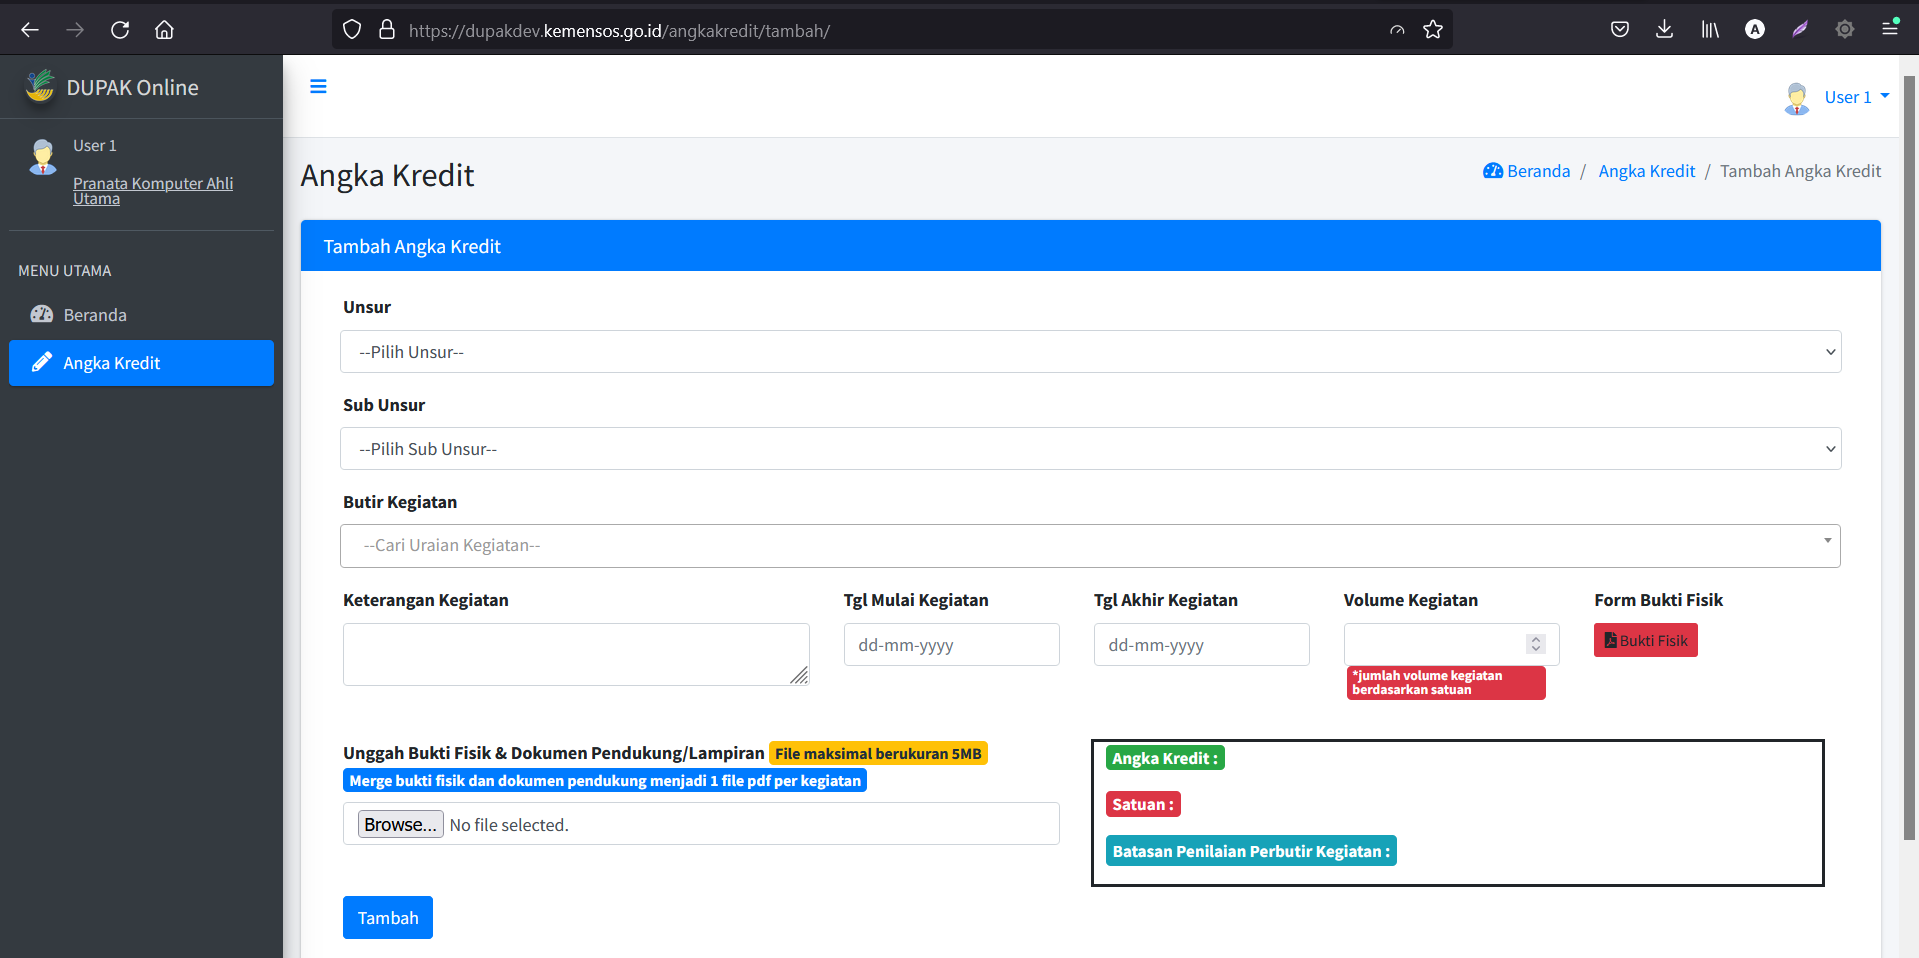 https://dupakdev.kemensos.go.id/angkakredit/tambah/
A
DUPAK Online
User 1
User 1
Pranata Komputer Ahli
Utama
MENU UTAMA
Beranda
Angka Kredit
Angka Kredit
Beranda / Angka Kredit / Tambah Angka Kredit
Tambah Angka Kredit
Unsur
--Pilih Unsur--
Sub Unsur
--Pilih Sub Unsur--
Butir Kegiatan
--Cari Uraian Kegiatan--
Keterangan Kegiatan
Tgl Mulai Kegiatan
dd-mm-yyyy
Tgl Akhir Kegiatan
dd-mm-yyyy
Volume Kegiatan
*jumlah volume kegiatan
berdasarkan satuan
Form Bukti Fisik
Bukti Fisik
Unggah Bukti Fisik & Dokumen Pendukung/Lampiran File maksimal berukuran 5MB
Merge bukti fisik dan dokumen pendukung menjadi 1 file pdf per kegiatan
Browse... No file selected.
Angka Kredit :
Satuan :
Batasan Penilaian Perbutir Kegiatan :
Tambah